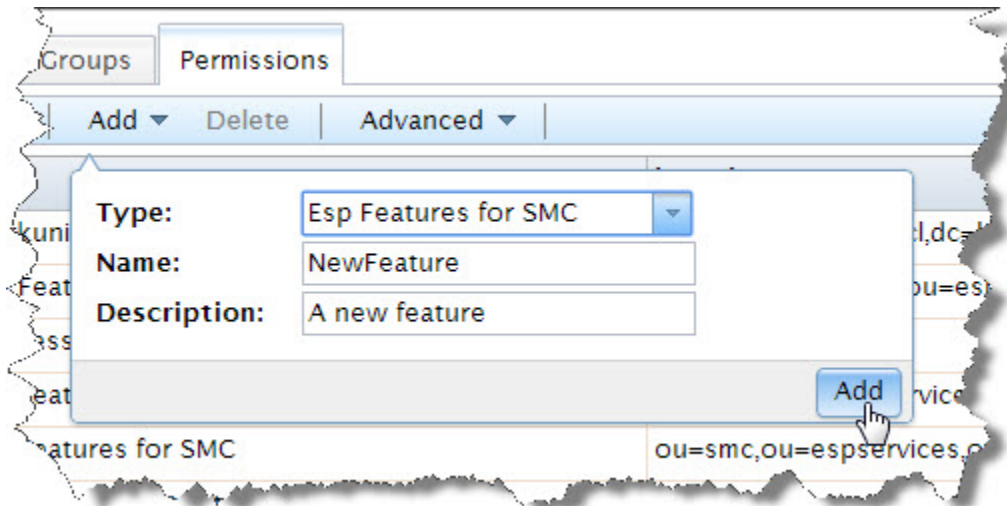 Groups Permissions
Add Delete Advanced
Type: Esp Features for SMC
Name: NewFeature
Description: A new feature
Add
eatures for SMC ou=smc,ou=espservices,o